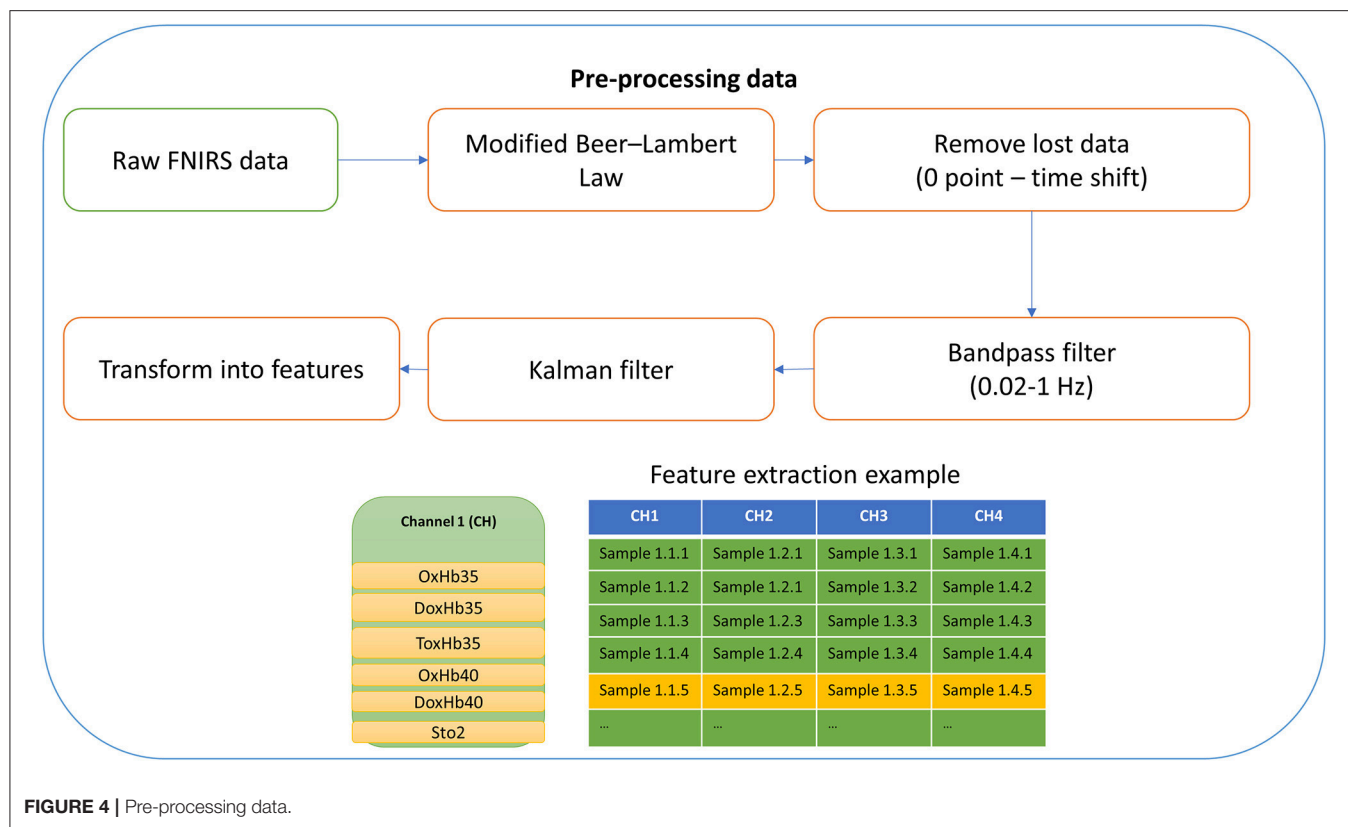 Pre-processing data
Raw FNIRS data
Modified Beer–Lambert
Law
Remove lost data
(0 point – time shift)
Transform into features
Kalman filter
Bandpass filter
(0.02-1 Hz)
Feature extraction example
Channel 1 (CH)
OxHb35
DoxHb35
ToxHb35
OxHb40
DoxHb40
Sto2
CH1 CH2 CH3 CH4
Sample 1.1.1 Sample 1.2.1 Sample 1.3.1 Sample 1.4.1
Sample 1.1.2 Sample 1.2.1 Sample 1.3.2 Sample 1.4.2
Sample 1.1.3 Sample 1.2.3 Sample 1.3.3 Sample 1.4.3
Sample 1.1.4 Sample 1.2.4 Sample 1.3.4 Sample 1.4.4
Sample 1.1.5 Sample 1.2.5 Sample 1.3.5 Sample 1.4.5
... ... ... ...
FIGURE 4 | Pre-processing data.